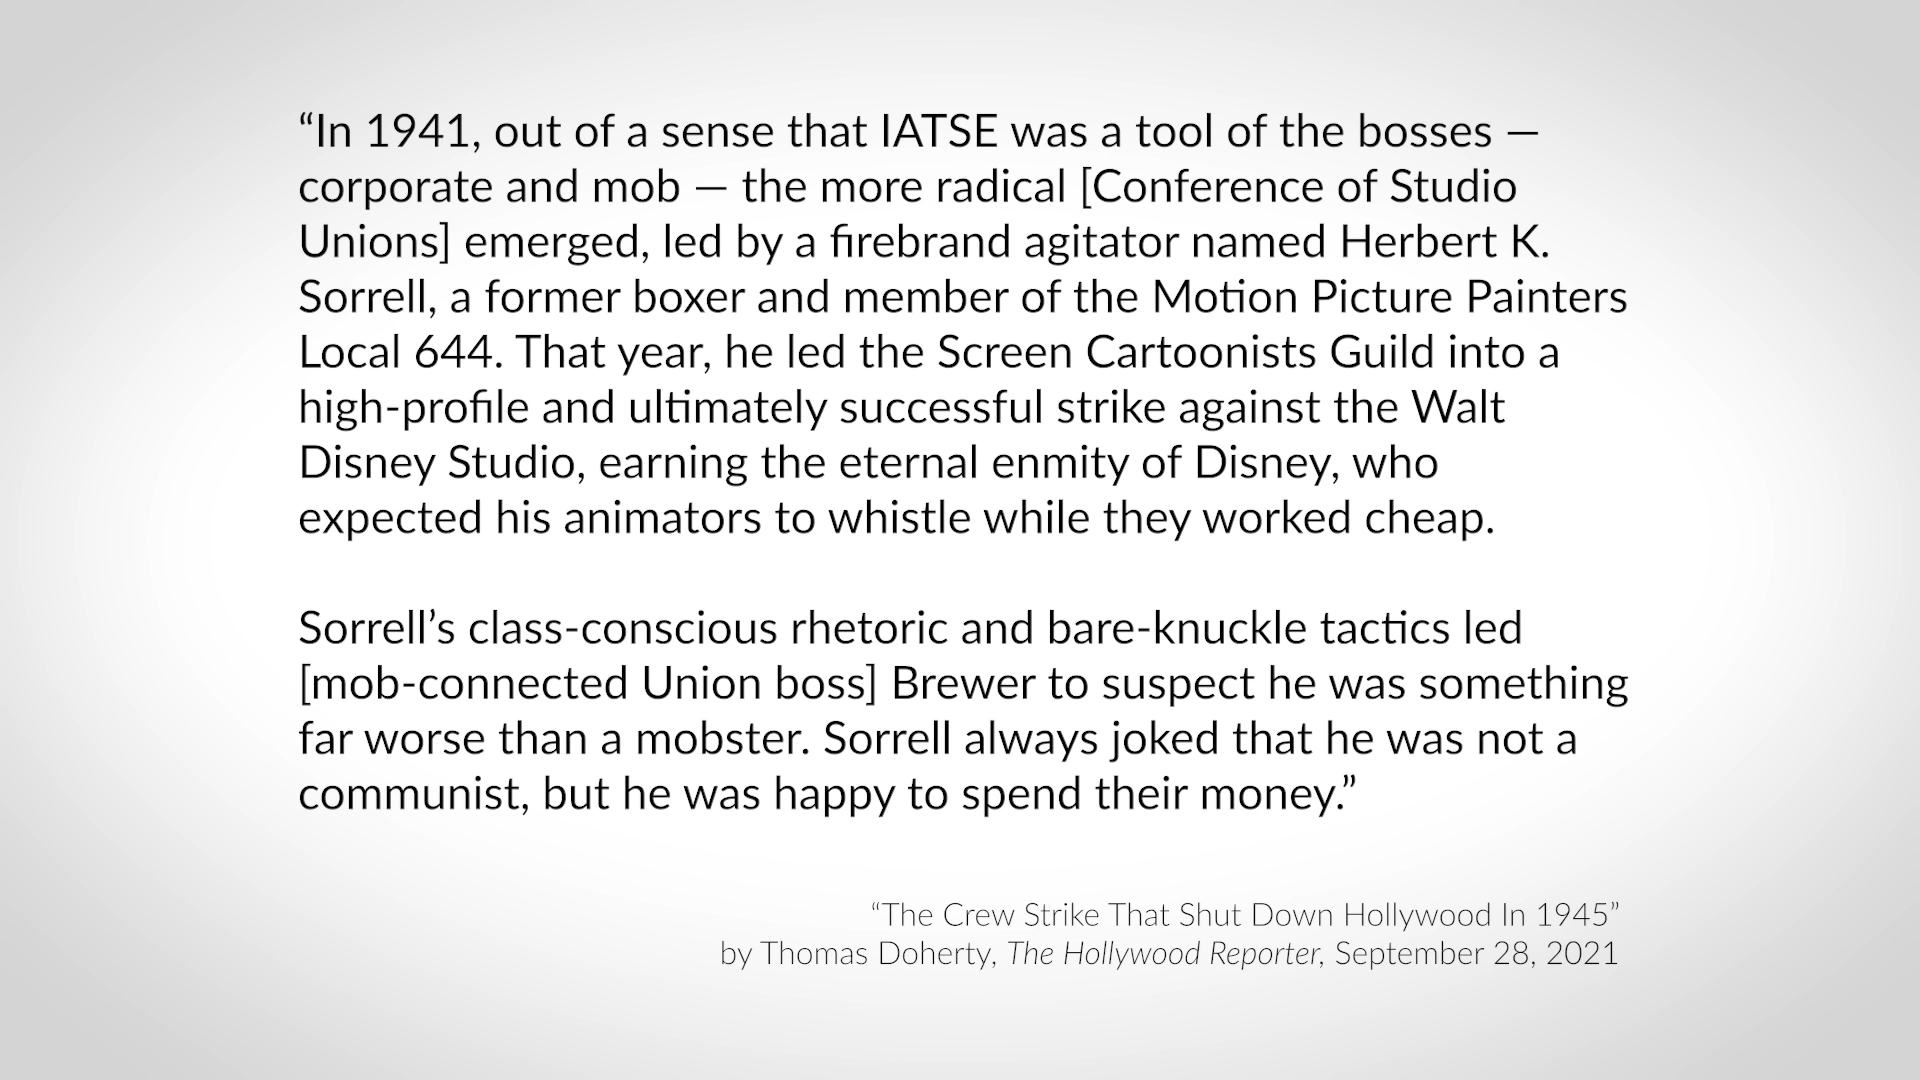 “In 1941, out of a sense that IATSE was a tool of the bosses —
corporate and mob — the more radical [Conference of Studio
Unions] emerged, led by a firebrand agitator named Herbert K.
Sorrell, a former boxer and member of the Motion Picture Painters
Local 644. That year, he led the Screen Cartoonists Guild into a
high-profile and ultimately successful strike against the Walt
Disney Studio, earning the eternal enmity of Disney, who
expected his animators to whistle while they worked cheap.
Sorrell’s class-conscious rhetoric and bare-knuckle tactics led
[mob-connected Union boss] Brewer to suspect he was something
far worse than a mobster. Sorrell always joked that he was not a
communist, but he was happy to spend their money.”
“The Crew Strike That Shut Down Hollywood In 1945”
by Thomas Doherty, The Hollywood Reporter, September 28, 2021